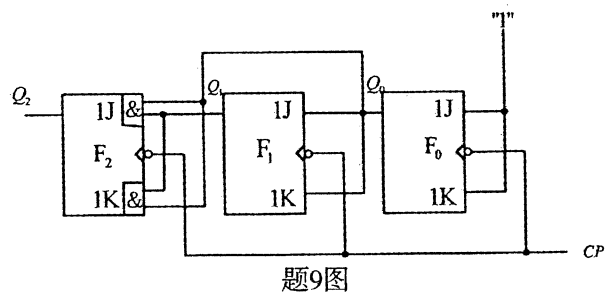 "1"
Q₂ 1J & Q₁ 1J Q₀ 1J
F₂ F₁ F₀
1K & 1K 1K
CP
题9图